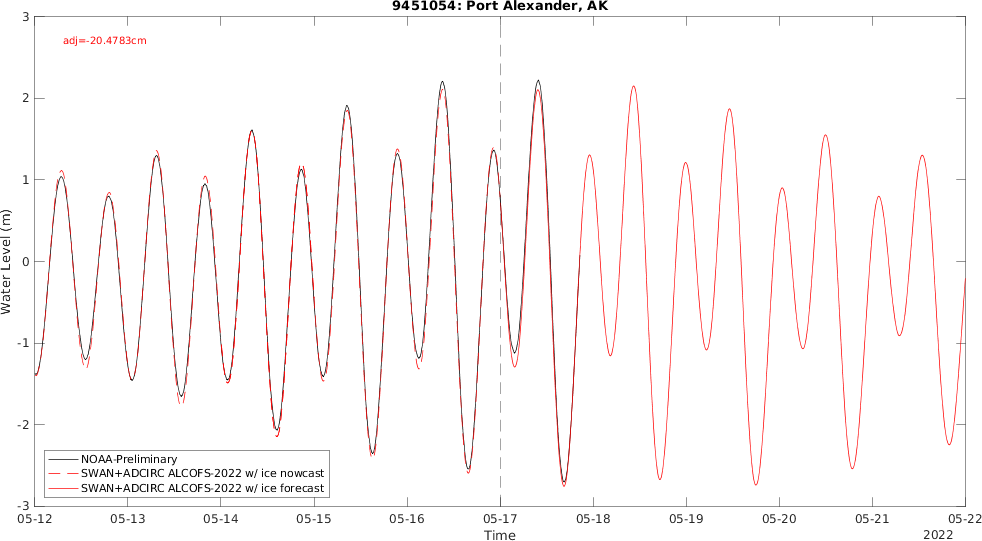 9451054: Port Alexander, AK
adj=-20.4783cm
3
2
1
0
-1
-2
-3
Water Level (m)
NOAA-Preliminary
SWAN+ADCIRC ALCOFS-2022 w/ ice nowcast
SWAN+ADCIRC ALCOFS-2022 w/ ice forecast
05-12 05-13 05-14 05-15 05-16 05-17 05-18 05-19 05-20 05-21 05-22
Time
2022